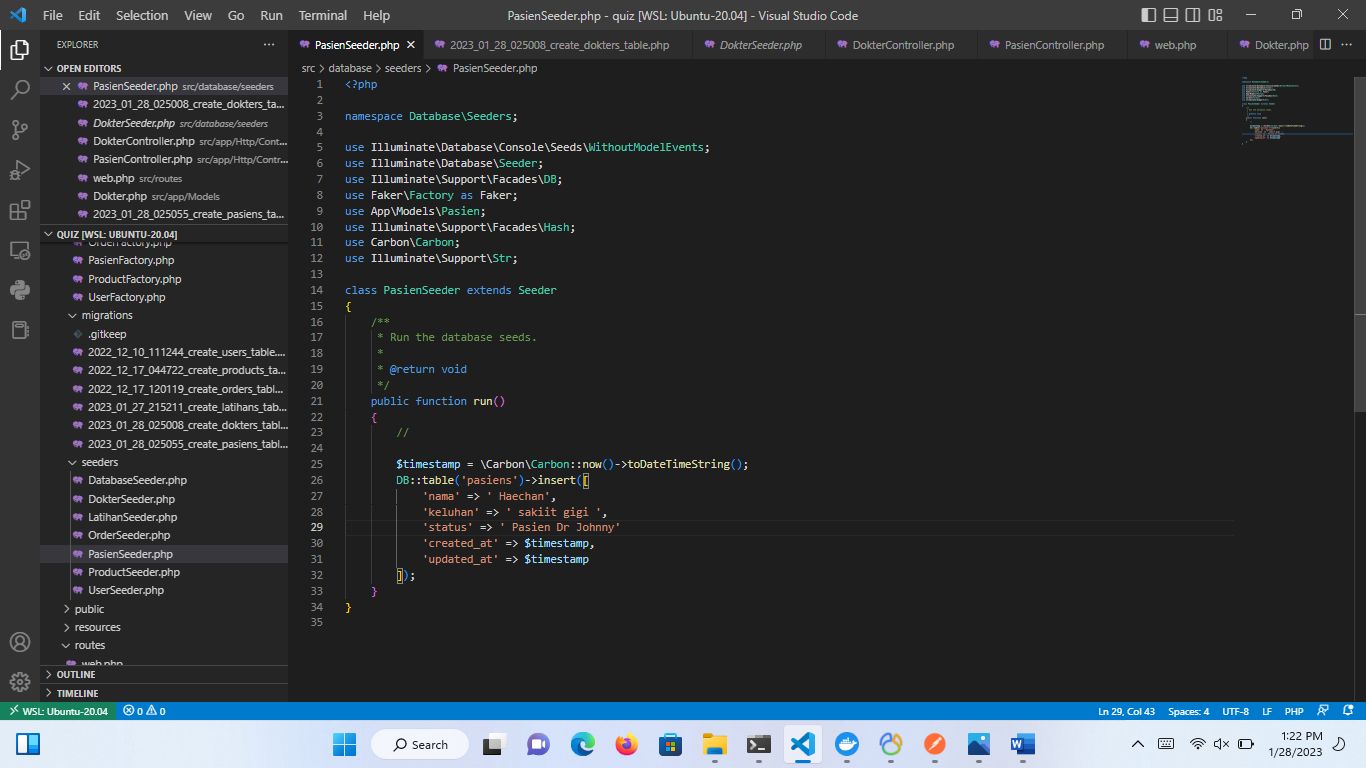 File Edit Selection View Go Run Terminal Help
PasienSeeder.php - quiz [WSL: Ubuntu-20.04] - Visual Studio Code
EXPLORER
OPEN EDITORS
PasienSeeder.php src/database/seeders
2023_01_28_025008_create_dokters_ta...
DokterSeeder.php src/database/seeders
DokterController.php src/app/Http/Contr...
PasienController.php src/app/Http/Contr...
web.php src/routes
Dokter.php src/app/Models
2023_01_28_025055_create_pasiens_ta...
QUIZ [WSL: UBUNTU-20.04]
OrderFactory.php
PasienFactory.php
ProductFactory.php
UserFactory.php
migrations
.gitkeep
2022_12_10_111244_create_users_table....
2022_12_17_044722_create_products_ta...
2022_12_17_120119_create_orders_tabl...
2023_01_27_215211_create_latihans_tab...
2023_01_28_025008_create_dokters_tabl...
2023_01_28_025055_create_pasiens_tabl...
seeders
DatabaseSeeder.php
DokterSeeder.php
LatihanSeeder.php
OrderSeeder.php
PasienSeeder.php
ProductSeeder.php
UserSeeder.php
public
resources
routes
web.php
OUTLINE
TIMELINE
PasienSeeder.php 2023_01_28_025008_create_dokters_table.php DokterSeeder.php DokterController.php PasienController.php web.php Dokter.php
src > database > seeders > PasienSeeder.php
1 <?php
2
3 namespace Database\Seeders;
4
5 use Illuminate\Database\Console\Seeds\WithoutModelEvents;
6 use Illuminate\Database\Seeder;
7 use Illuminate\Support\Facades\DB;
8 use Faker\Factory as Faker;
9 use App\Models\Pasien;
10 use Illuminate\Support\Facades\Hash;
11 use Carbon\Carbon;
12 use Illuminate\Support\Str;
13
14 class PasienSeeder extends Seeder
15 {
16 /**
17 * Run the database seeds.
18 *
19 * @return void
20 */
21 public function run()
22 {
23 //
24
25 $timestamp = \Carbon\Carbon::now()->toDateTimeString();
26 DB::table('pasiens')->insert([
27 'nama' => ' Haechan',
28 'keluhan' => ' sakiit gigi ',
29 'status' => ' Pasien Dr Johnny'
30 'created_at' => $timestamp,
31 'updated_at' => $timestamp
32 ]);
33 }
34 }
35
WSL: Ubuntu-20.04 0 0
Ln 29, Col 43 Spaces: 4 UTF-8 LF PHP
Search
1:22 PM
1/28/2023